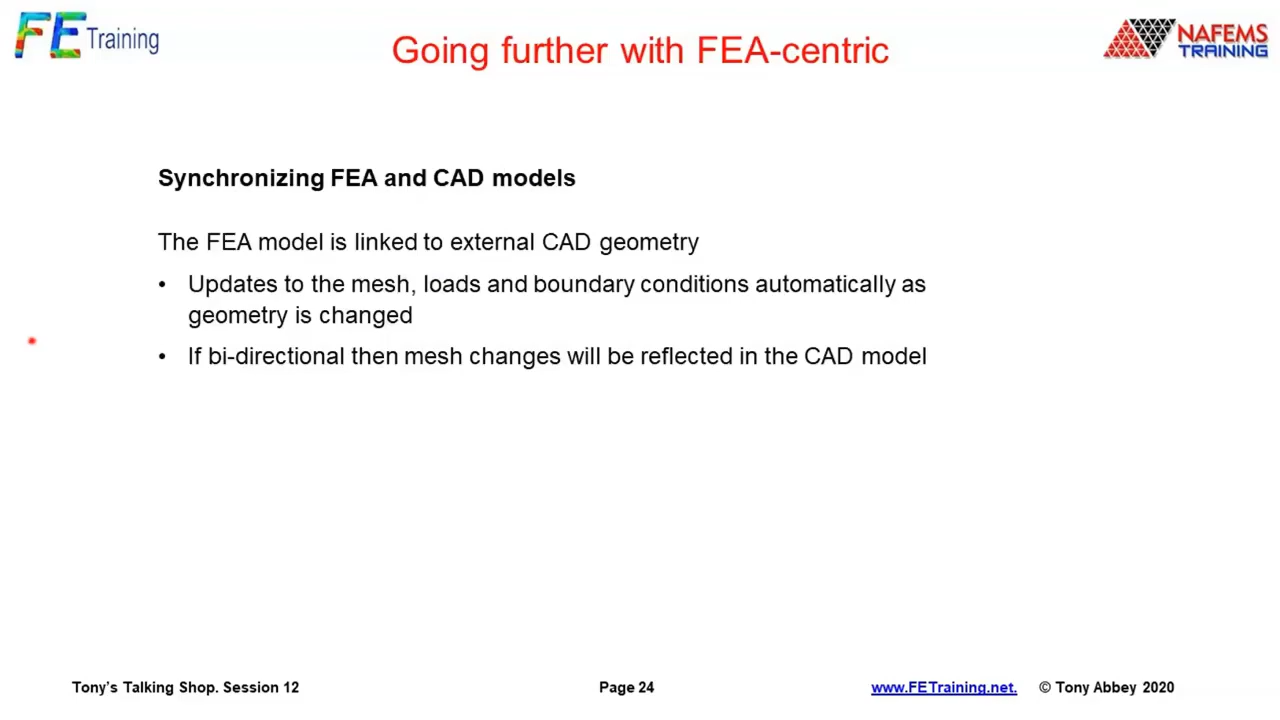 FE Training
Going further with FEA-centric
NAFEMS
TRAINING
Synchronizing FEA and CAD models
The FEA model is linked to external CAD geometry
• Updates to the mesh, loads and boundary conditions automatically as
geometry is changed
• If bi-directional then mesh changes will be reflected in the CAD model
Tony's Talking Shop. Session 12
Page 24
www.FETraining.net.
© Tony Abbey 2020